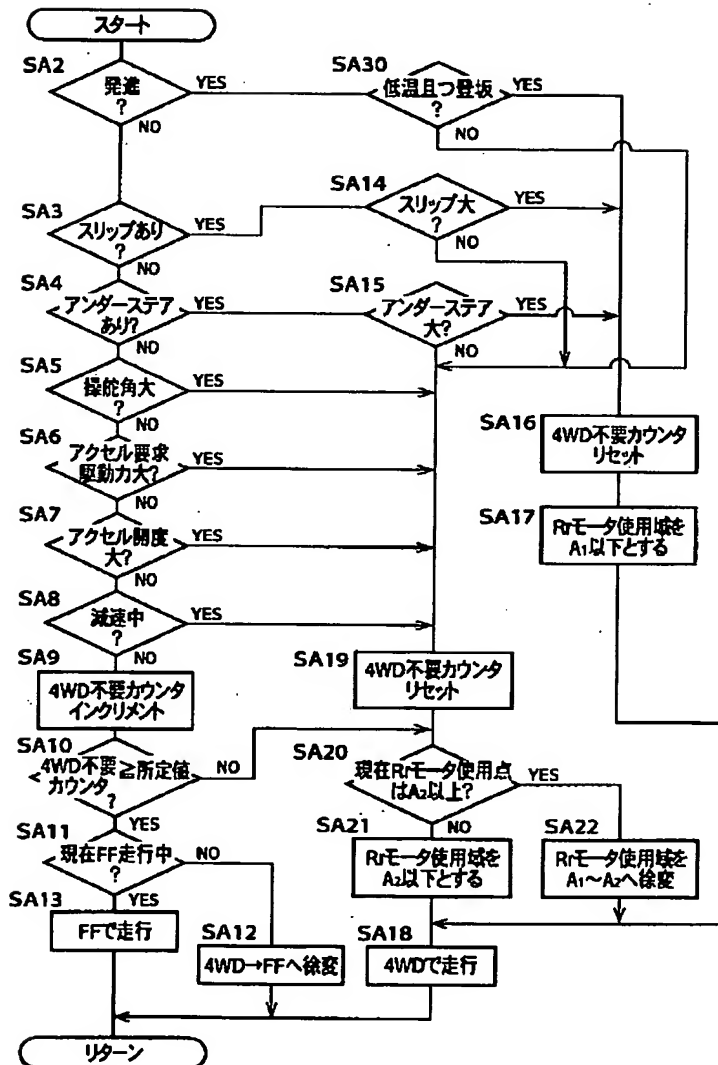 スタート
SA2
発進
?
YES
NO
SA30
低温且つ登坂
?
YES
NO
SA3
スリップあり
?
YES
NO
SA14
スリップ大
?
YES
NO
SA4
アンダーステア
あり?
YES
NO
SA15
アンダーステア
大?
YES
NO
SA5
操舵角大
?
YES
NO
SA16
4WD不要カウンタ
リセット
SA6
アクセル要求
駆動力大?
YES
NO
SA17
Rrモータ使用域を
A₁以下とする
SA7
アクセル開度
大?
YES
NO
SA8
減速中
?
YES
NO
SA9
4WD不要カウンタ
インクリメント
SA19
4WD不要カウンタ
リセット
SA10
4WD不要
カウンタ
≧所定値
?
NO
YES
SA20
現在Rrモータ使用点
はA₂以上?
YES
NO
SA11
現在FF走行中
?
NO
YES
SA21
Rrモータ使用域を
A₂以下とする
SA22
Rrモータ使用域を
A₁～A₂へ徐変
SA13
FFで走行
SA12
4WD→FFへ徐変
SA18
4WDで走行
リターン